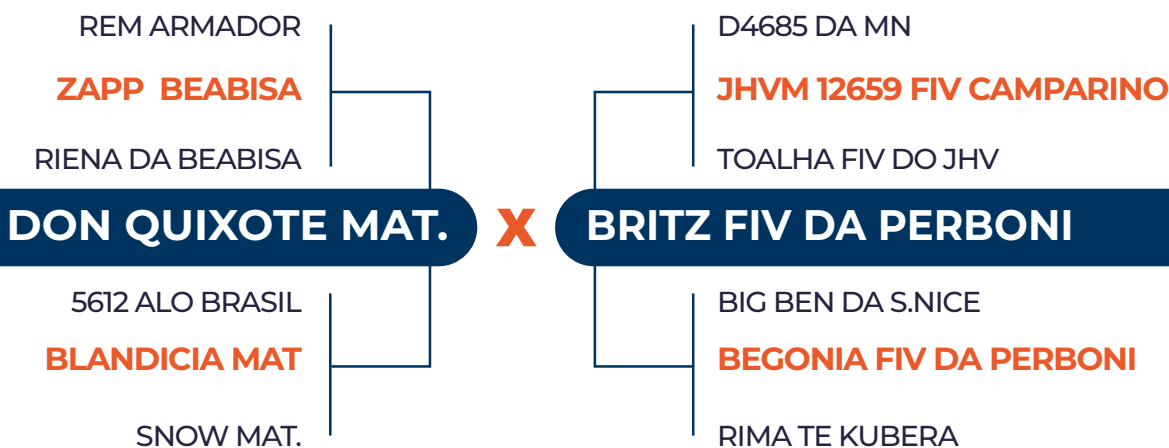 REM ARMADOR
ZAPP BEABISA
RIENA DA BEABISA
DON QUIXOTE MAT.
5612 ALO BRASIL
BLANDICIA MAT
SNOW MAT.
X
D4685 DA MN
JHVM 12659 FIV CAMPARINO
TOALHA FIV DO JHV
BRITZ FIV DA PERBONI
BIG BEN DA S.NICE
BEGONIA FIV DA PERBONI
RIMA TE KUBERA